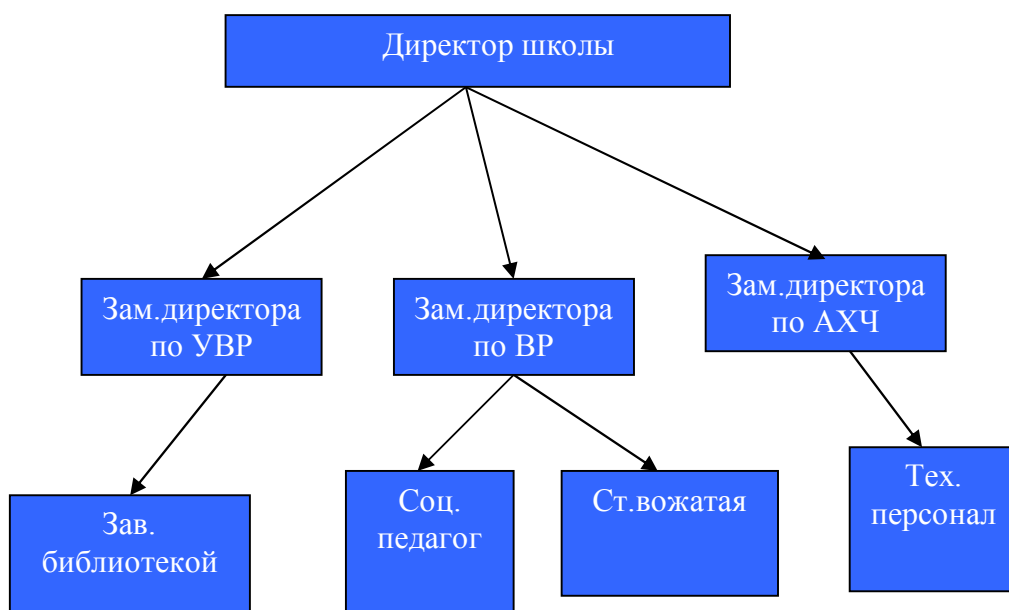 Директор школы
Зам.директора
по УВР
Зам.директора
по ВР
Зам.директора
по АХЧ
Зав.
библиотекой
Соц.
педагог
Ст.вожатая
Тех.
персонал